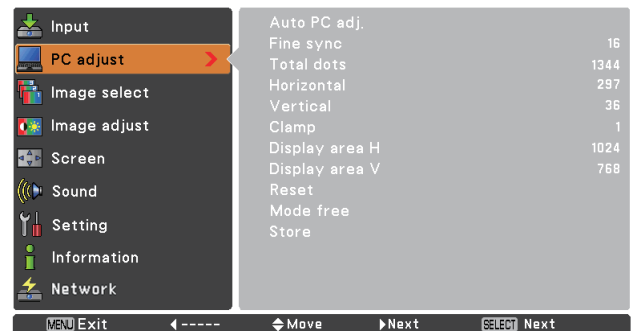 Input
PC adjust
Image select
Image adjust
Screen
Sound
Setting
Information
Network
Auto PC adj.
Fine sync 16
Total dots 1344
Horizontal 297
Vertical 36
Clamp 1
Display area H 1024
Display area V 768
Reset
Mode free
Store
MENU Exit ----- Move Next SELECT Next